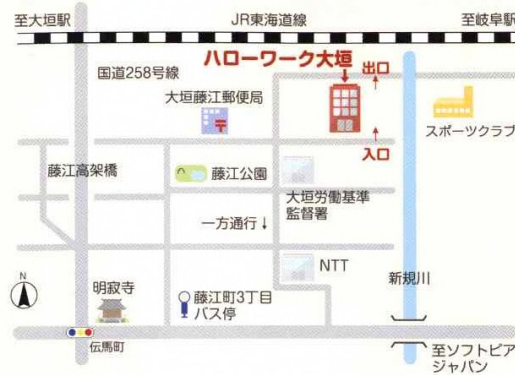 至大垣駅
JR東海道線
至岐阜駅
ハローワーク大垣
出口
国道258号線
大垣藤江郵便局
スポーツクラブ
入口
藤江高架橋
藤江公園
大垣労働基準
監督署
一方通行↓
NTT
新規川
N
明寂寺
藤江町3丁目
バス停
伝馬町
至ソフトピア
ジャパン